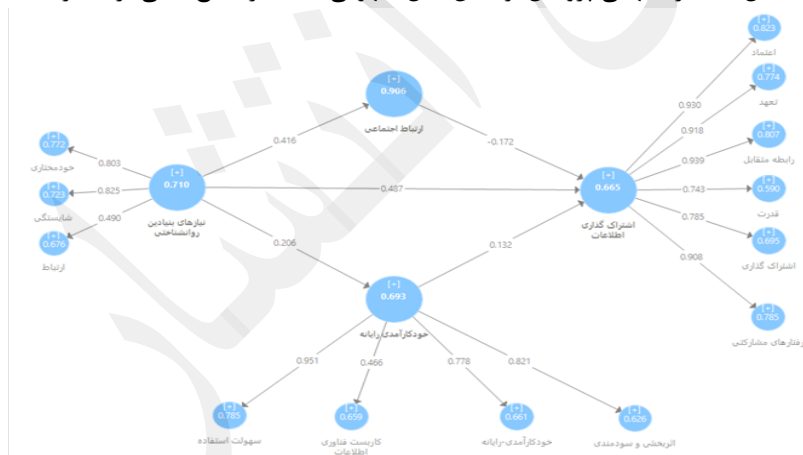 [+]
0.823
اعتماد
[+]
0.774
تعهد
0.930
[+]
0.906
ارتباط اجتماعی
0.918
[+]
0.807
رابطه متقابل
0.416
-0.172
0.939
[+]
0.772
خودمختاری
0.803
[+]
0.710
نیازهای بنیادین
روانشناختی
0.487
[+]
0.665
اشتراک گذاری
اطلاعات
0.743
[+]
0.590
قدرت
[+]
0.723
شایستگی
0.825
0.785
[+]
0.695
اشتراک گذاری
0.490
[+]
0.676
ارتباط
0.206
0.132
0.908
[+]
0.693
خودکارآمدی رایانه
[+]
0.785
رفتارهای مشارکتی
0.951
0.466
0.778
0.821
[+]
0.785
سهولت استفاده
[+]
0.659
کاربست فناوری
اطلاعات
[+]
0.661
خودکارآمدی-رایانه
[+]
0.626
اثربخشی و سودمندی